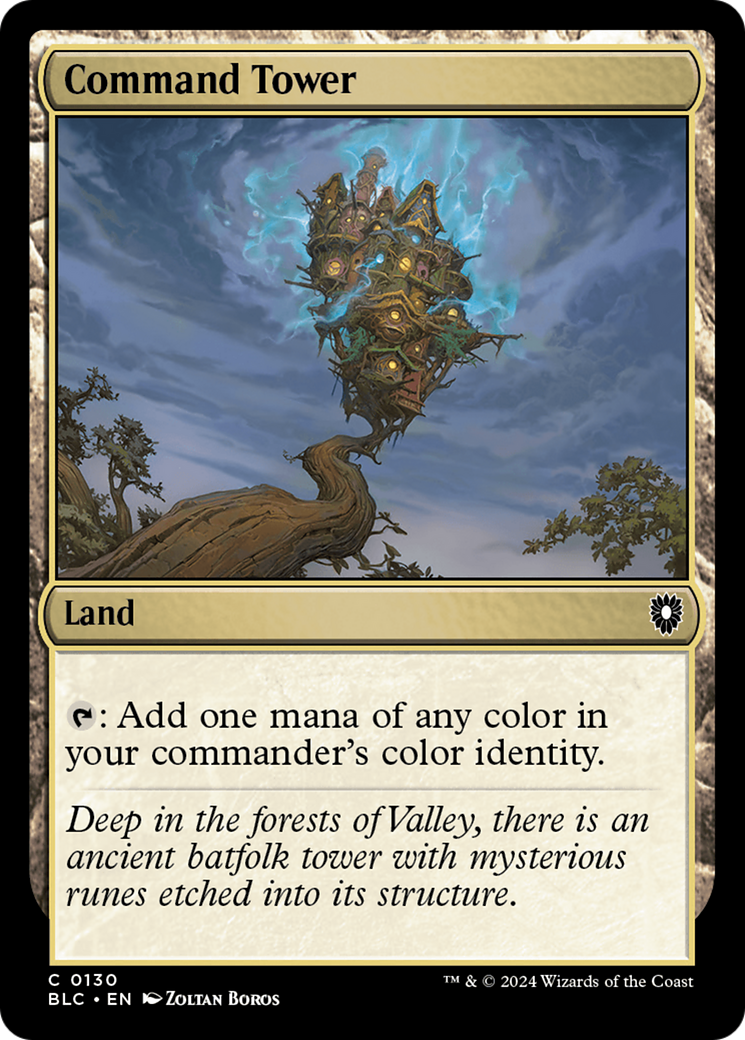 Command Tower
Land
: Add one mana of any color in
your commander's color identity.
Deep in the forests of Valley, there is an
ancient batfolk tower with mysterious
runes etched into its structure.
C 0130
BLC • EN Zoltan Boros
™ & © 2024 Wizards of the Coast